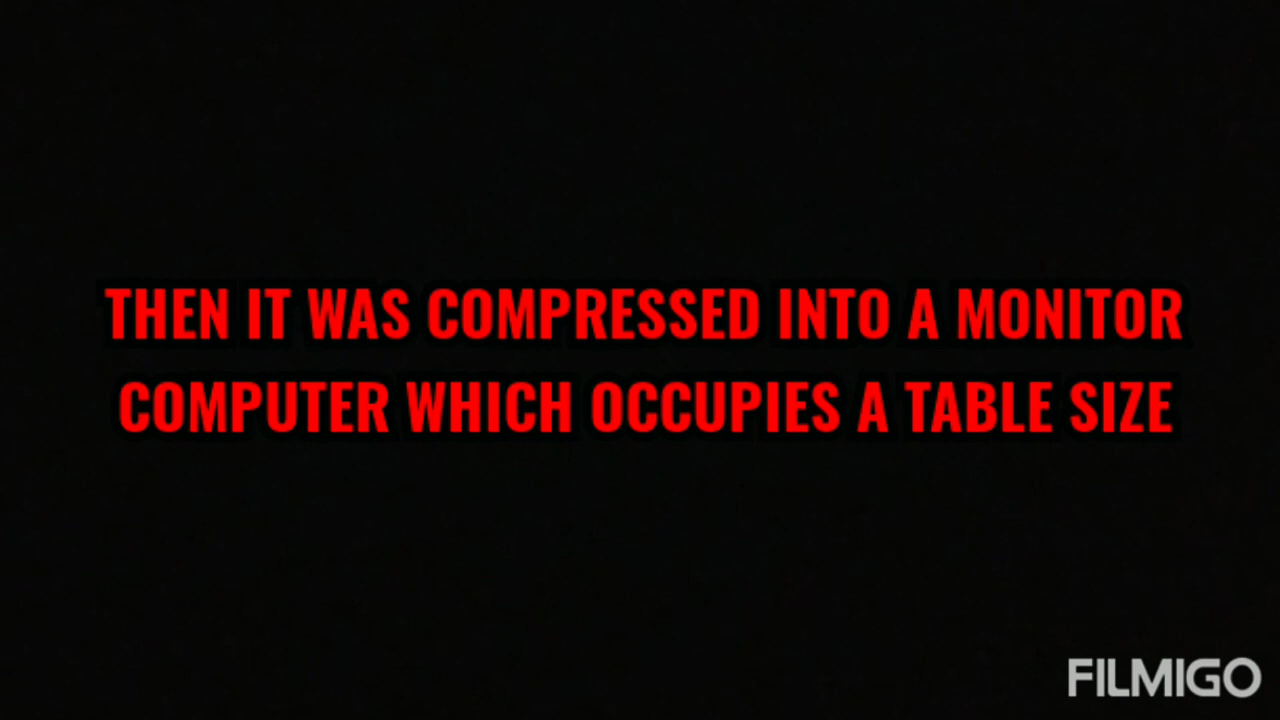 THEN IT WAS COMPRESSED INTO A MONITOR
COMPUTER WHICH OCCUPIES A TABLE SIZE
FILMIGO